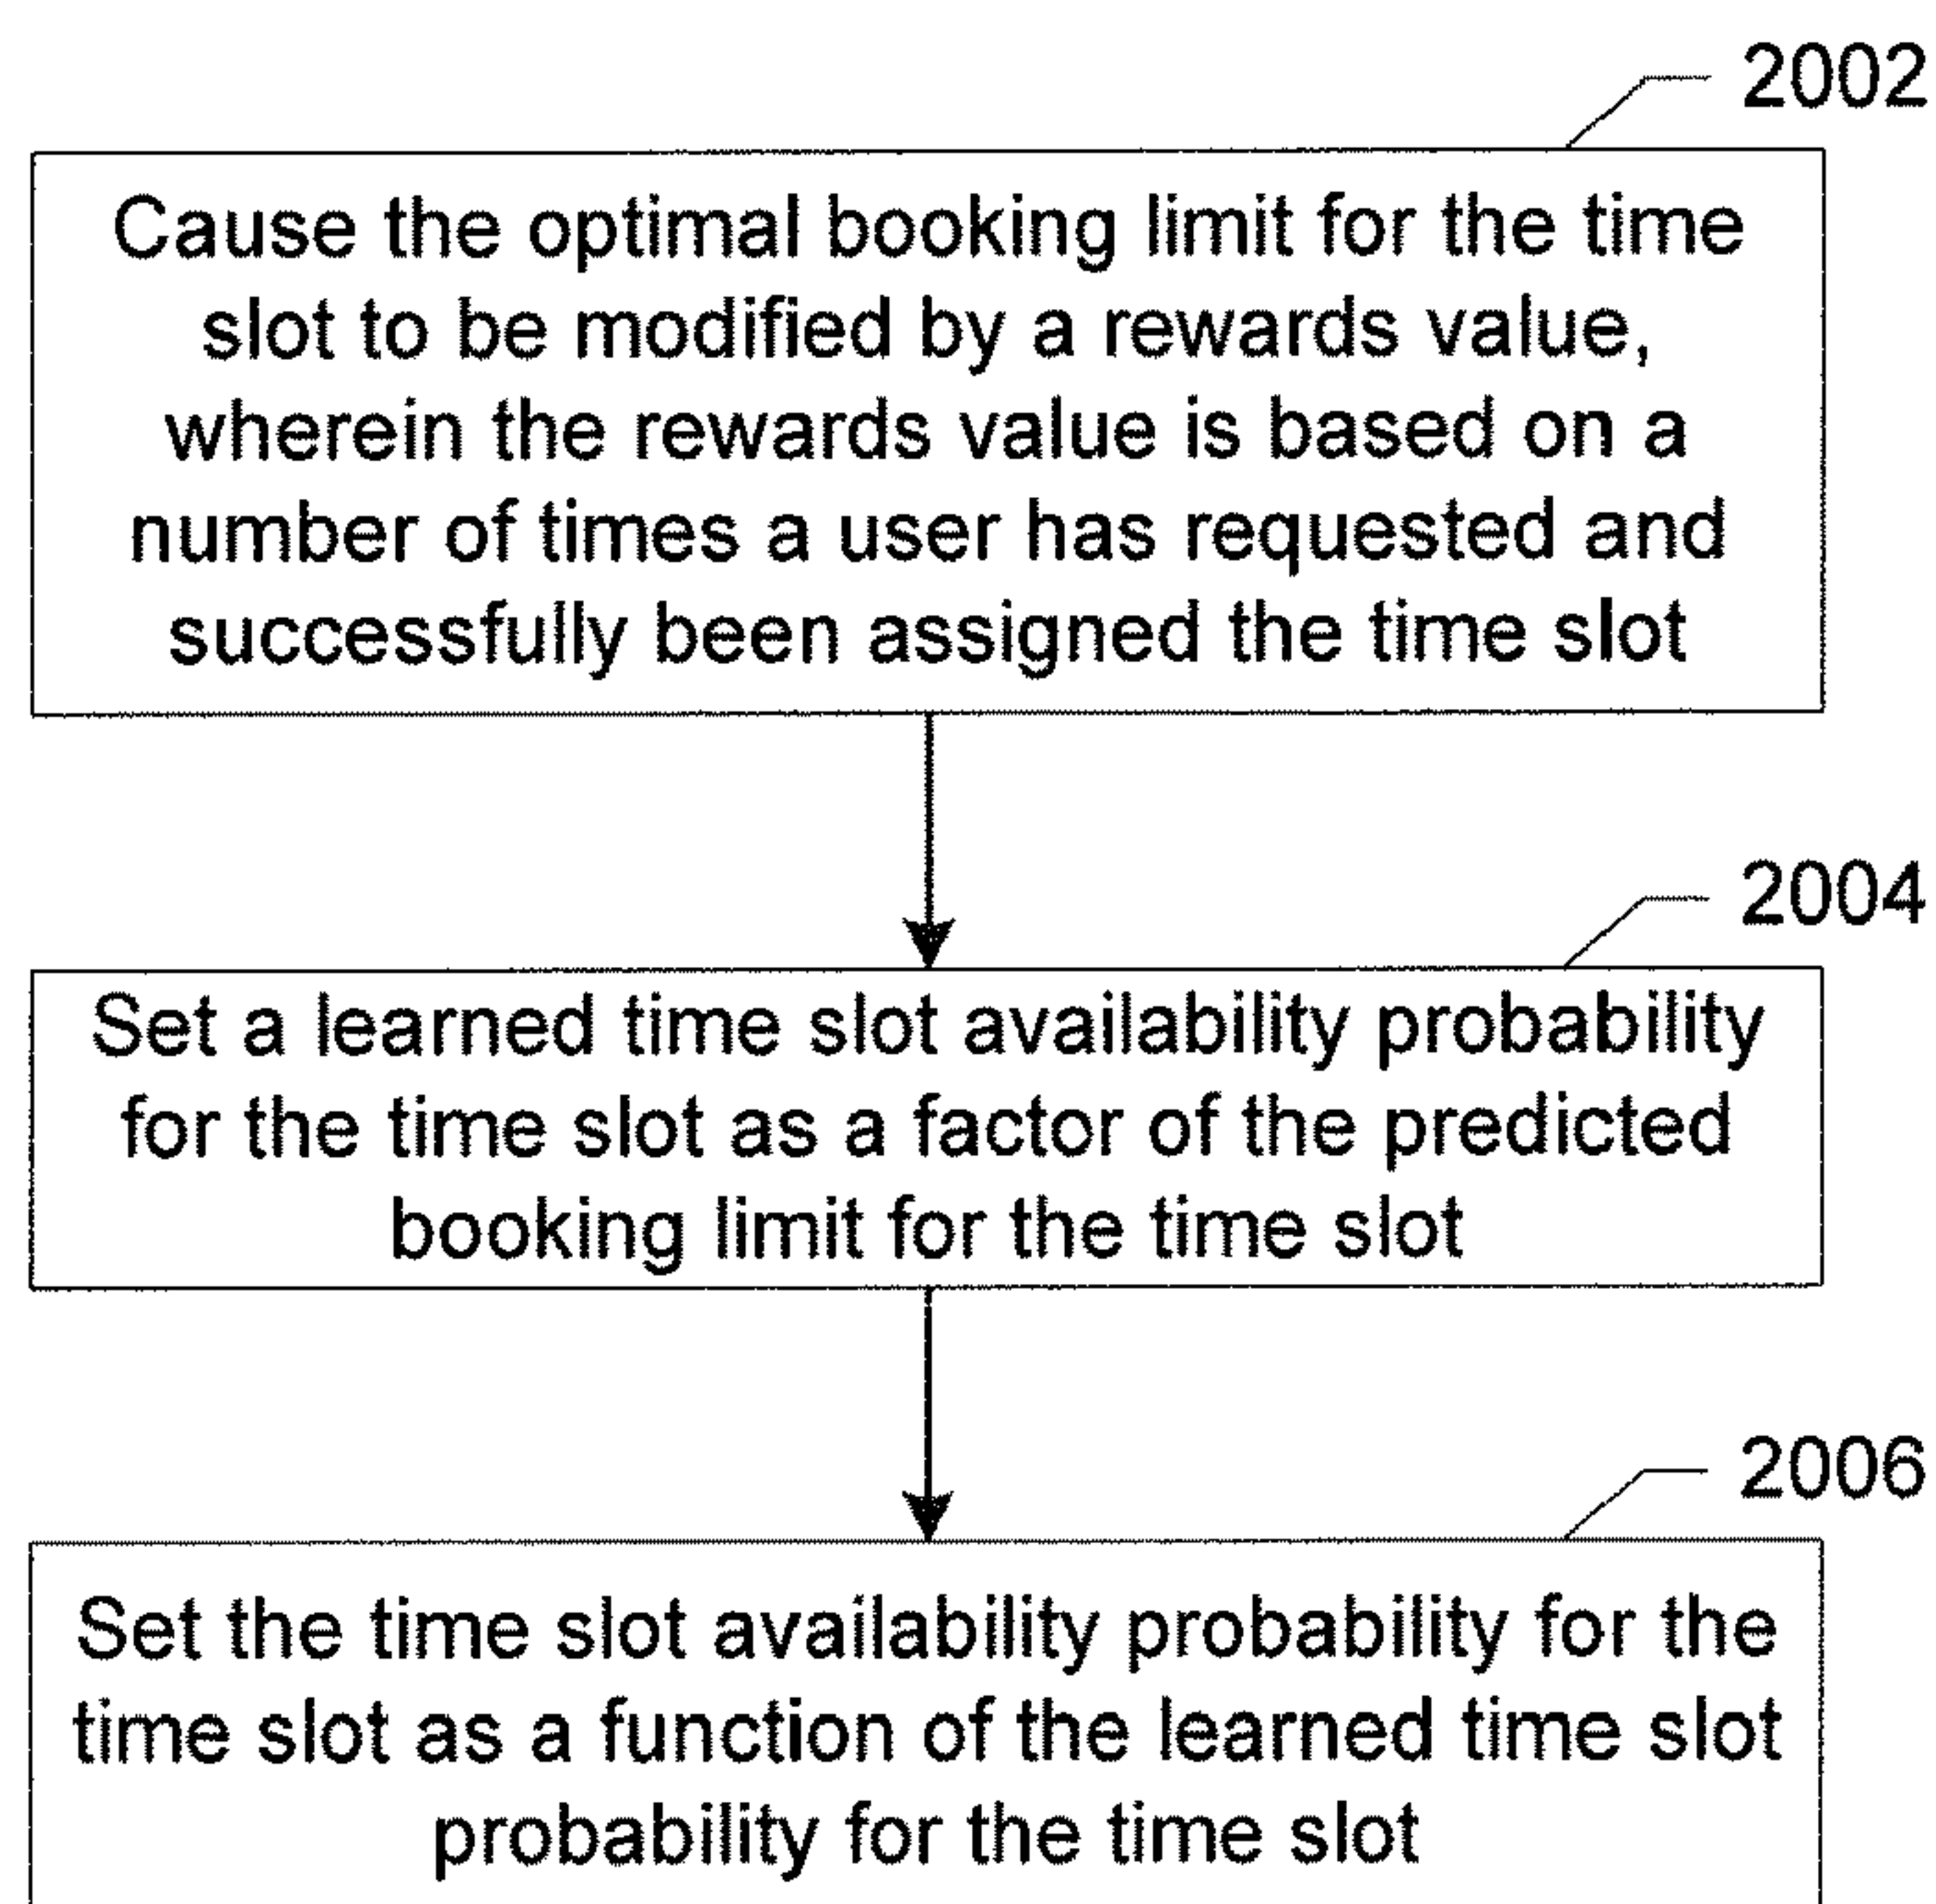 2002
Cause the optimal booking limit for the time
slot to be modified by a rewards value,
wherein the rewards value is based on a
number of times a user has requested and
successfully been assigned the time slot
2004
Set a learned time slot availability probability
for the time slot as a factor of the predicted
booking limit for the time slot
2006
Set the time slot availability probability for the
time slot as a function of the learned time slot
probability for the time slot